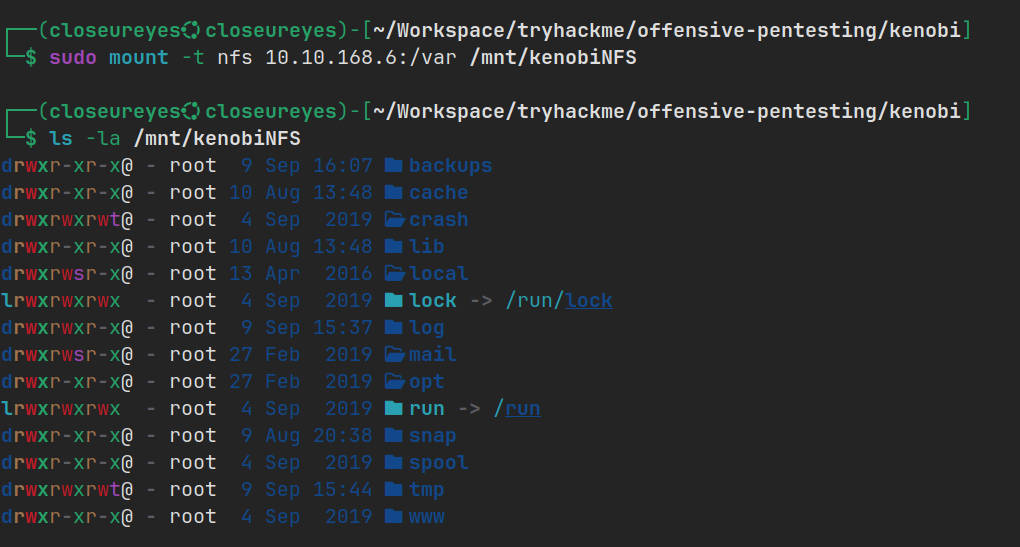 ┌──(closeureyes㉿closeureyes)-[~/Workspace/tryhackme/offensive-pentesting/kenobi]
└─$ sudo mount -t nfs 10.10.168.6:/var /mnt/kenobiNFS
┌──(closeureyes㉿closeureyes)-[~/Workspace/tryhackme/offensive-pentesting/kenobi]
└─$ ls -la /mnt/kenobiNFS
drwxr-xr-x@ - root  9 Sep 16:07 backups
drwxr-xr-x@ - root 10 Aug 13:48 cache
drwxrwxrwt@ - root  4 Sep  2019 crash
drwxr-xr-x@ - root 10 Aug 13:48 lib
drwxrwsr-x@ - root 13 Apr  2016 local
lrwxrwxrwx  - root  4 Sep  2019 lock -> /run/lock
drwxrwxr-x@ - root  9 Sep 15:37 log
drwxrwsr-x@ - root 27 Feb  2019 mail
drwxr-xr-x@ - root 27 Feb  2019 opt
lrwxrwxrwx  - root  4 Sep  2019 run -> /run
drwxr-xr-x@ - root  9 Aug 20:38 snap
drwxr-xr-x@ - root  4 Sep  2019 spool
drwxrwxrwt@ - root  9 Sep 15:44 tmp
drwxr-xr-x@ - root  4 Sep  2019 www